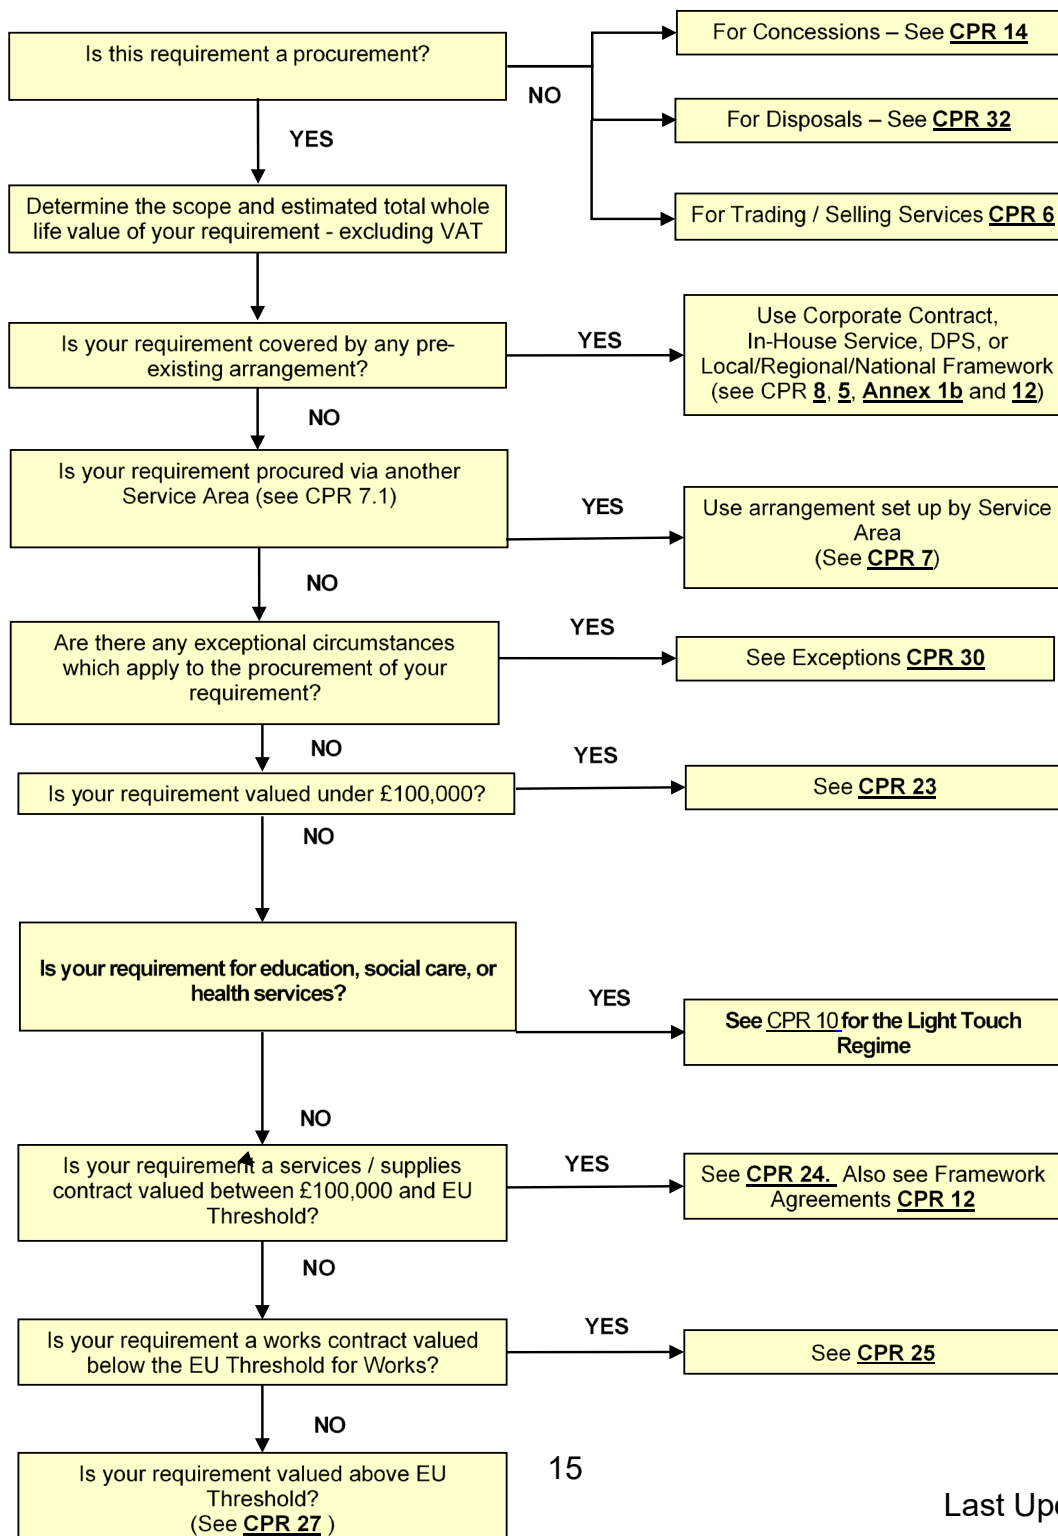 Is this requirement a procurement?
For Concessions – See CPR 14
NO
For Disposals – See CPR 32
YES
For Trading / Selling Services CPR 6
Determine the scope and estimated total whole
life value of your requirement - excluding VAT
Is your requirement covered by any pre-
existing arrangement?
YES
Use Corporate Contract,
In-House Service, DPS, or
Local/Regional/National Framework
(see CPR 8, 5, Annex 1b and 12)
NO
Is your requirement procured via another
Service Area (see CPR 7.1)
YES
Use arrangement set up by Service
Area
(See CPR 7)
NO
Are there any exceptional circumstances
which apply to the procurement of your
requirement?
YES
See Exceptions CPR 30
NO
Is your requirement valued under £100,000?
YES
See CPR 23
NO
Is your requirement for education, social care, or
health services?
YES
See CPR 10 for the Light Touch
Regime
NO
Is your requirement a services / supplies
contract valued between £100,000 and EU
Threshold?
YES
See CPR 24. Also see Framework
Agreements CPR 12
NO
Is your requirement a works contract valued
below the EU Threshold for Works?
YES
See CPR 25
NO
Is your requirement valued above EU
Threshold?
(See CPR 27 )
15
Last